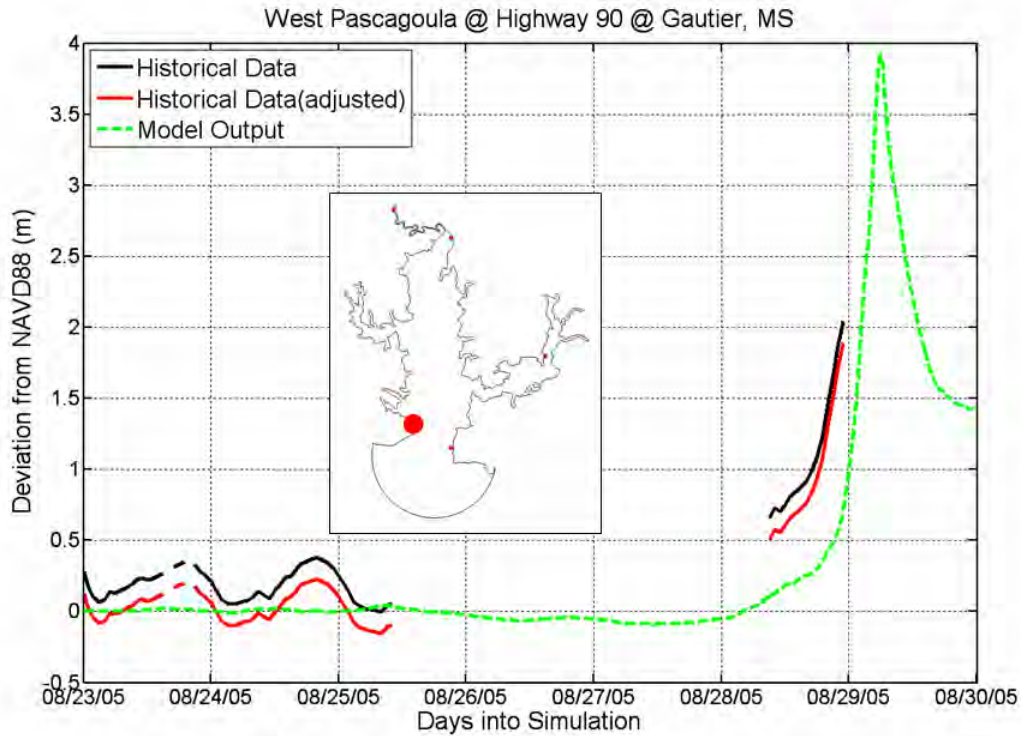 West Pascagoula @ Highway 90 @ Gautier, MS
Historical Data
Historical Data(adjusted)
Model Output
Deviation from NAVD88 (m)
4
3.5
3
2.5
2
1.5
1
0.5
0
-0.5
08/23/05 08/24/05 08/25/05 08/26/05 08/27/05 08/28/05 08/29/05 08/30/05
Days into Simulation